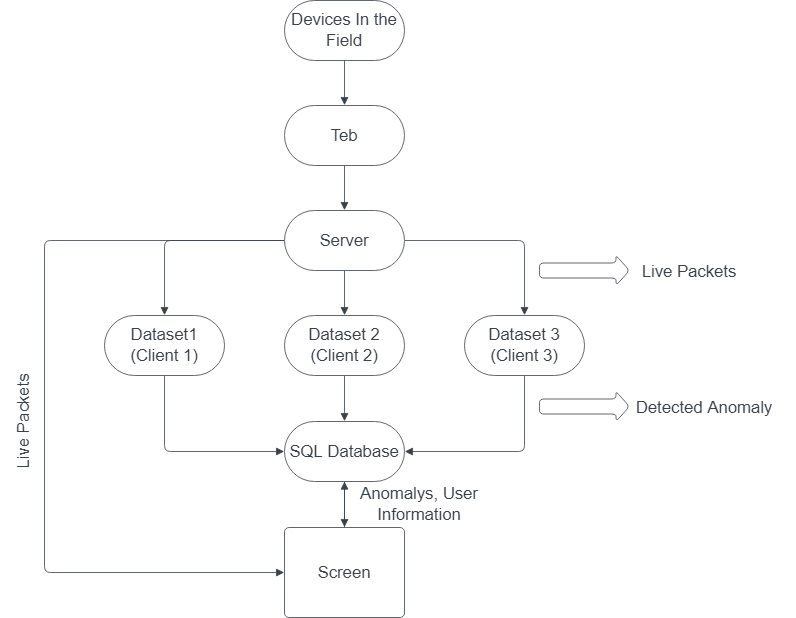 Devices In the
Field
Teb
Server
Live Packets
Dataset1
(Client 1)
Dataset 2
(Client 2)
Dataset 3
(Client 3)
Live Packets
Detected Anomaly
SQL Database
Anomalys, User
Information
Screen